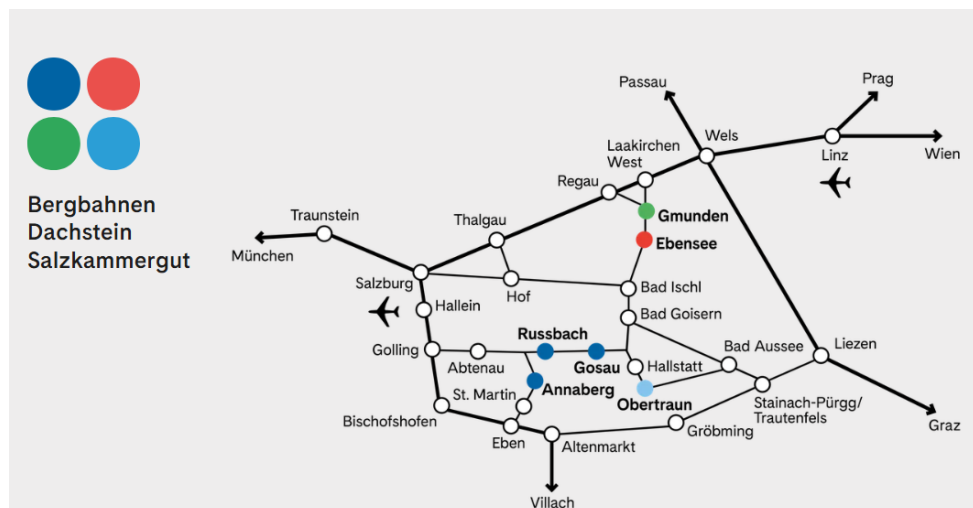 Bergbahnen
Dachstein
Salzkammergut
Passau
Prag
Wels
Linz
Wien
Laakirchen
West
Regau
Gmunden
Ebensee
Traunstein
Thalgau
München
Salzburg
Hof
Bad Ischl
Hallein
Bad Goisern
Golling
Abtenau
Russbach
Gosau
Hallstatt
Bad Aussee
Liezen
Annaberg
St. Martin
Obertraun
Stainach-Pürgg/
Trautenfels
Bischofshofen
Eben
Altenmarkt
Gröbming
Graz
Villach